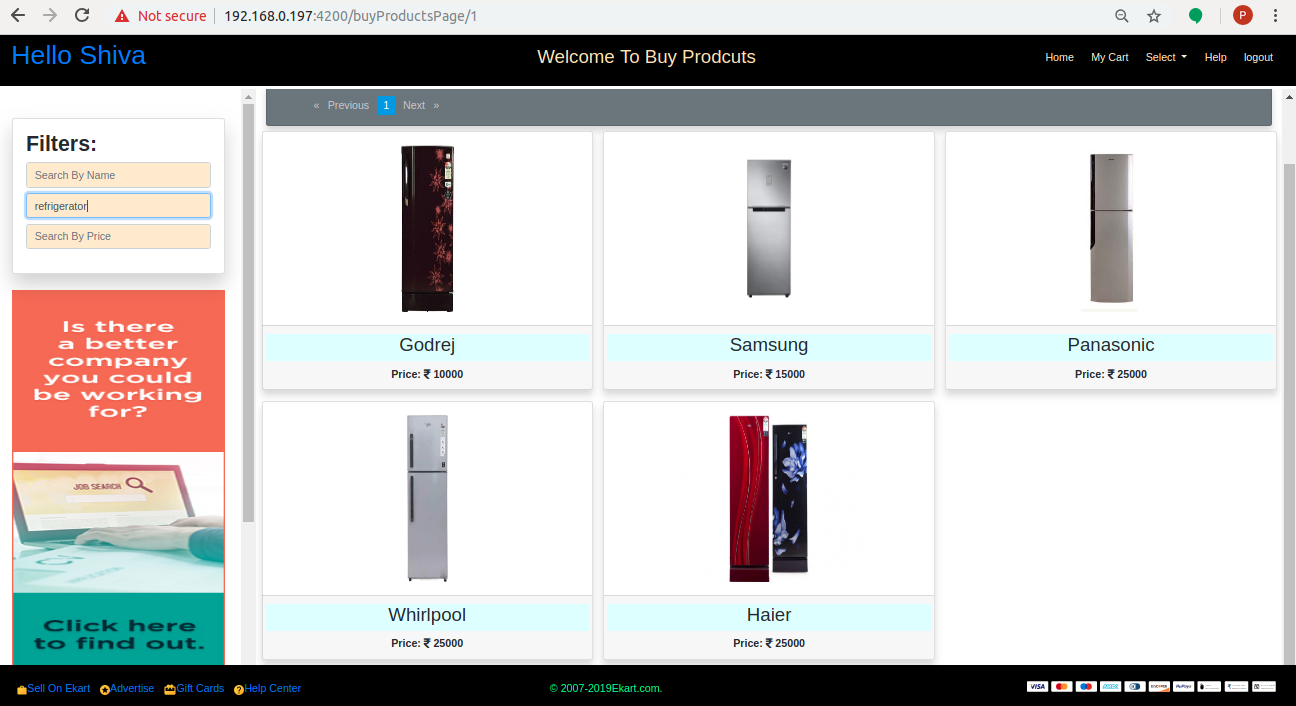 Not secure
192.168.0.197:4200/buyProductsPage/1
P
Hello Shiva
Welcome To Buy Prodcuts
Home My Cart Select Help logout
« Previous 1 Next »
Filters:
Search By Name
refrigerator
Search By Price
Is there
a better
company
you could
be working
for?
JOB SEARCH
Click here
to find out.
Godrej
Price: ₹ 10000
Samsung
Price: ₹ 15000
Panasonic
Price: ₹ 25000
Whirlpool
Price: ₹ 25000
Haier
Price: ₹ 25000
Sell On Ekart Advertise Gift Cards Help Center
© 2007-2019Ekart.com.
VISA